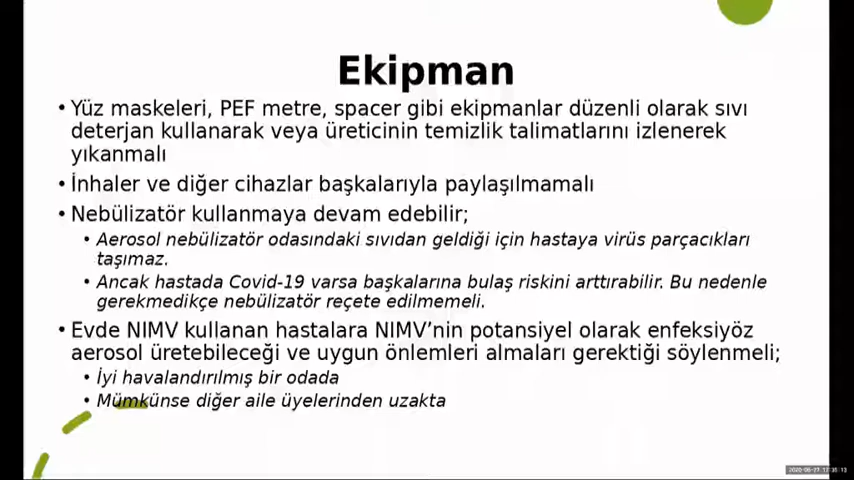 Ekipman
• Yüz maskeleri, PEF metre, spacer gibi ekipmanlar düzenli olarak sıvı
deterjan kullanarak veya üreticinin temizlik talimatlarını izlenerek
yıkanmalı
• İnhaler ve diğer cihazlar başkalarıyla paylaşılmamalı
• Nebülizatör kullanmaya devam edebilir;
• Aerosol nebülizatör odasındaki sıvıdan geldiği için hastaya virüs parçacıkları
taşımaz.
• Ancak hastada Covid-19 varsa başkalarına bulaş riskini arttırabilir. Bu nedenle
gerekmedikçe nebülizatör reçete edilmemeli.
• Evde NIMV kullanan hastalara NIMV’nin potansiyel olarak enfeksiyöz
aerosol üretebileceği ve uygun önlemleri almaları gerektiği söylenmeli;
• İyi havalandırılmış bir odada
• Mümkünse diğer aile üyelerinden uzakta